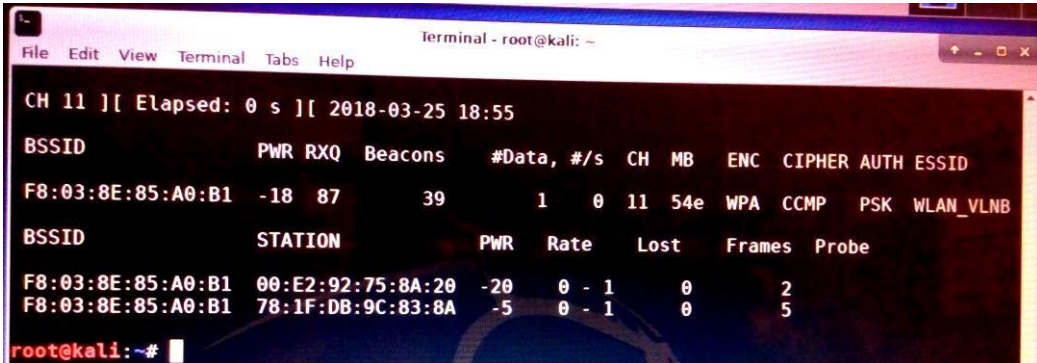 Terminal - root@kali: ~
File Edit View Terminal Tabs Help
CH 11 ][ Elapsed: 0 s ][ 2018-03-25 18:55
BSSID PWR RXQ Beacons #Data, #/s CH MB ENC CIPHER AUTH ESSID
F8:03:8E:85:A0:B1 -18 87 39 1 0 11 54e WPA CCMP PSK WLAN_VLNB
BSSID STATION PWR Rate Lost Frames Probe
F8:03:8E:85:A0:B1 00:E2:92:75:8A:20 -20 0 - 1 0 2
F8:03:8E:85:A0:B1 78:1F:DB:9C:83:8A -5 0 - 1 0 5
root@kali:~#